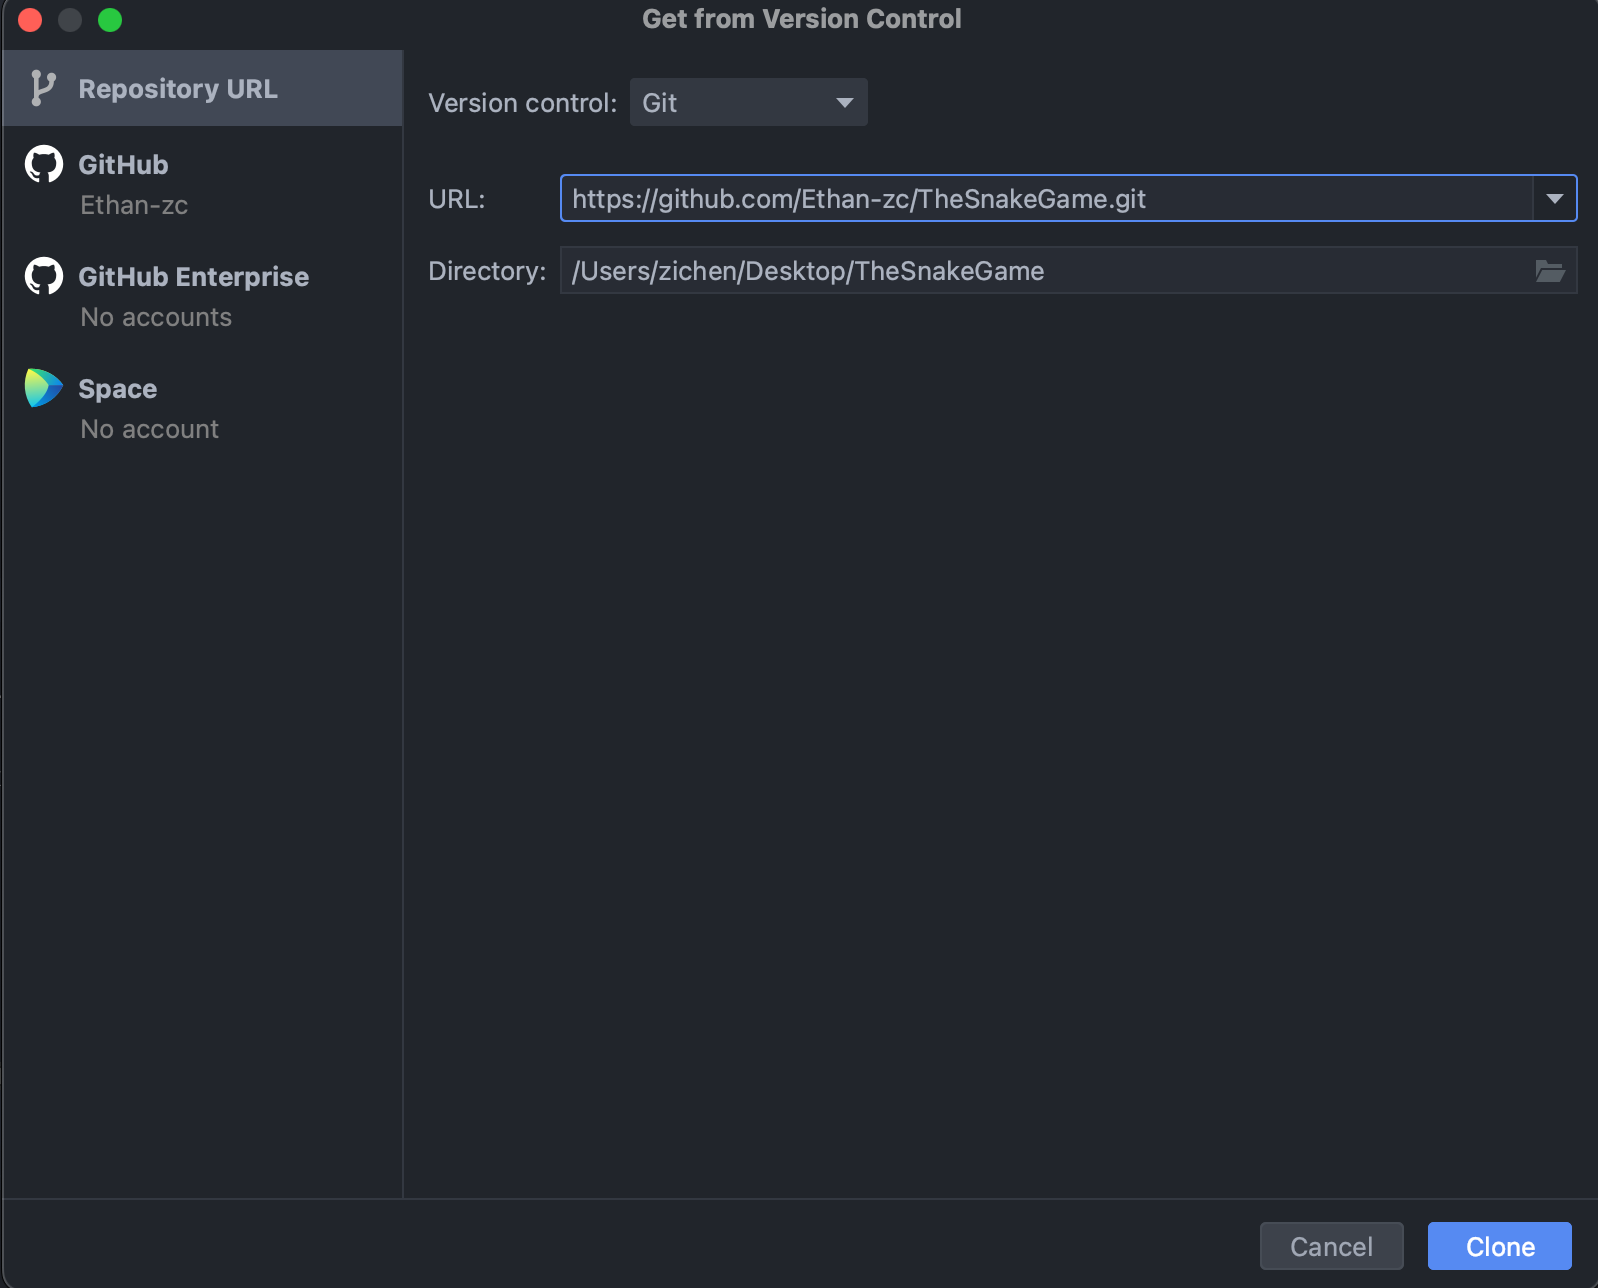 Get from Version Control
Repository URL
GitHub
Ethan-zc
GitHub Enterprise
No accounts
Space
No account
Version control: Git
URL: https://github.com/Ethan-zc/TheSnakeGame.git
Directory: /Users/zichen/Desktop/TheSnakeGame
Cancel Clone